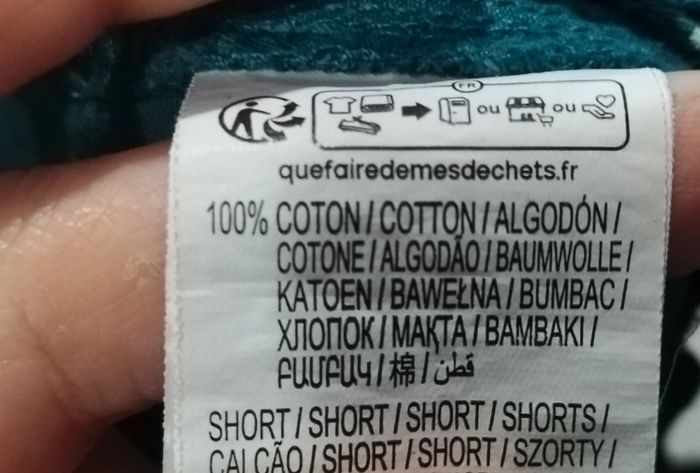 FR
ou ou
quefairedemesdechets.fr
100% COTON / COTTON / ALGODÓN /
COTONE / ALGODÃO / BAUMWOLLE /
KATOEN / BAWEŁNA / BUMBAC /
ХЛОПОК / МАҚТА / BAMBAKI /
ԲԱՄԲԱԿ / 棉 / قطن
SHORT / SHORT / SHORT / SHORTS /
CALÇÃO / SHORT / SHORT / SZORTY /